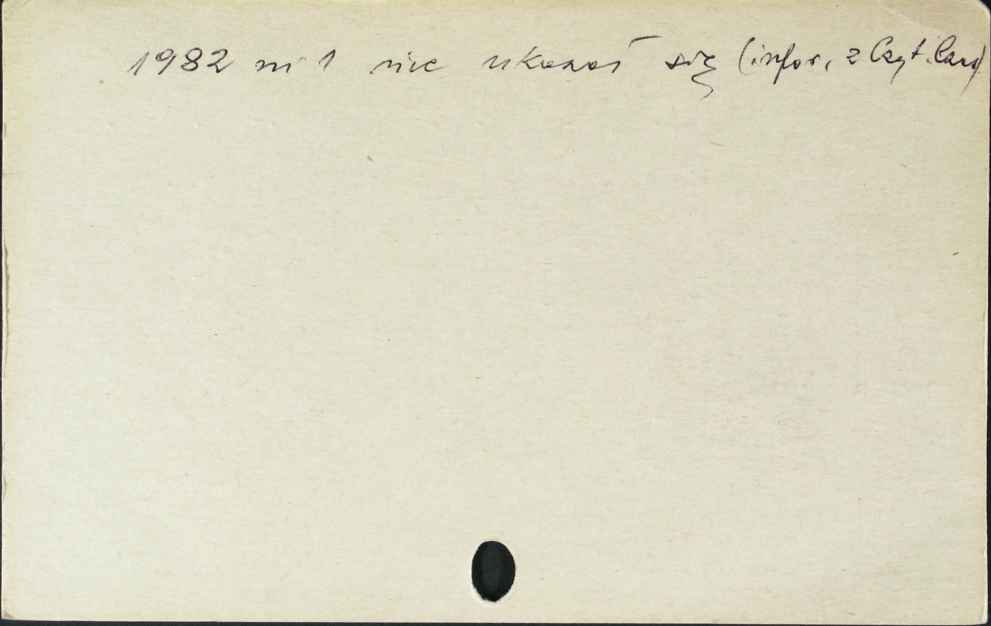 1982 nr 1 nie ukazał się (infor. z Czyt. Czas)